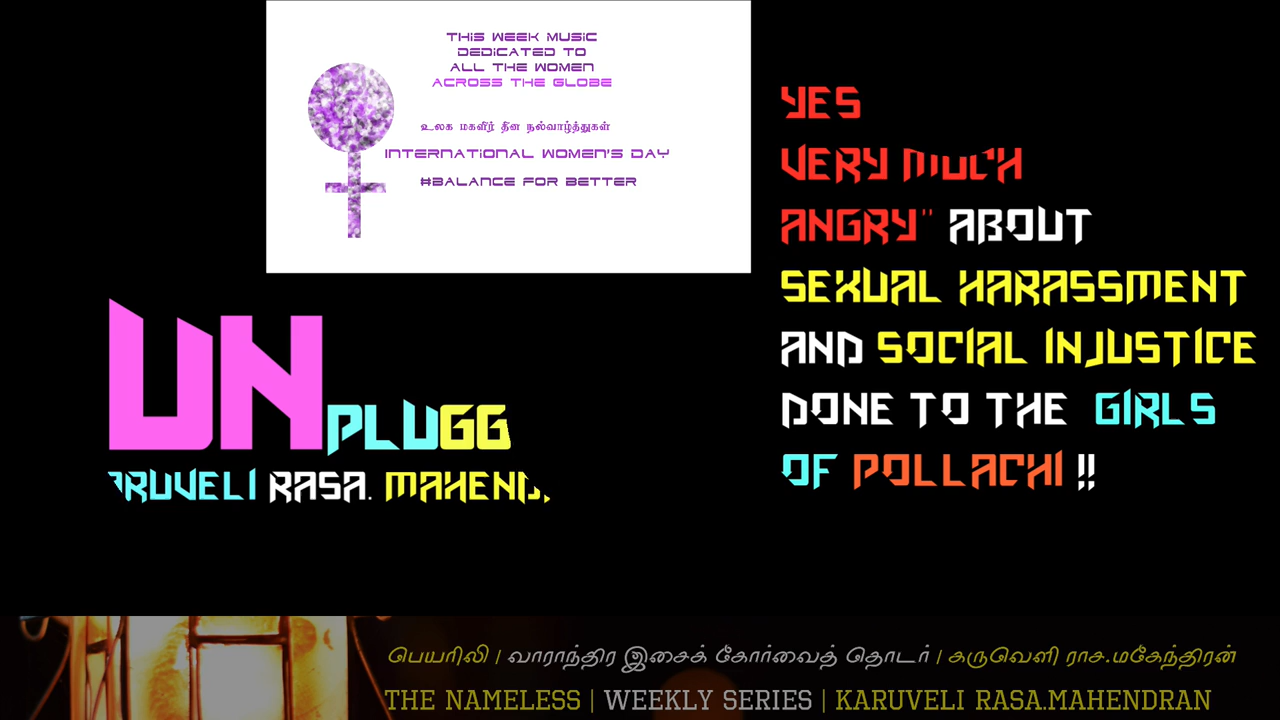 THIS WEEK MUSIC
DEDICATED TO
ALL THE WOMEN
ACROSS THE GLOBE
உலக மகளீர் தின நல்வாழ்த்துகள்
INTERNATIONAL WOMEN'S DAY
#BALANCE FOR BETTER
YES
VERY MUCH
ANGRY" ABOUT
SEXUAL HARASSMENT
AND SOCIAL INJUSTICE
DONE TO THE GIRLS
OF POLLACHI !!
UNPLUGG
ARUVELI RASA. MAHEND
பெயரிலி | வாராந்திர இசைக் கோர்வைத் தொடர் | கருவெளி ராச.மகேந்திரன்
THE NAMELESS | WEEKLY SERIES | KARUVELI RASA.MAHENDRAN